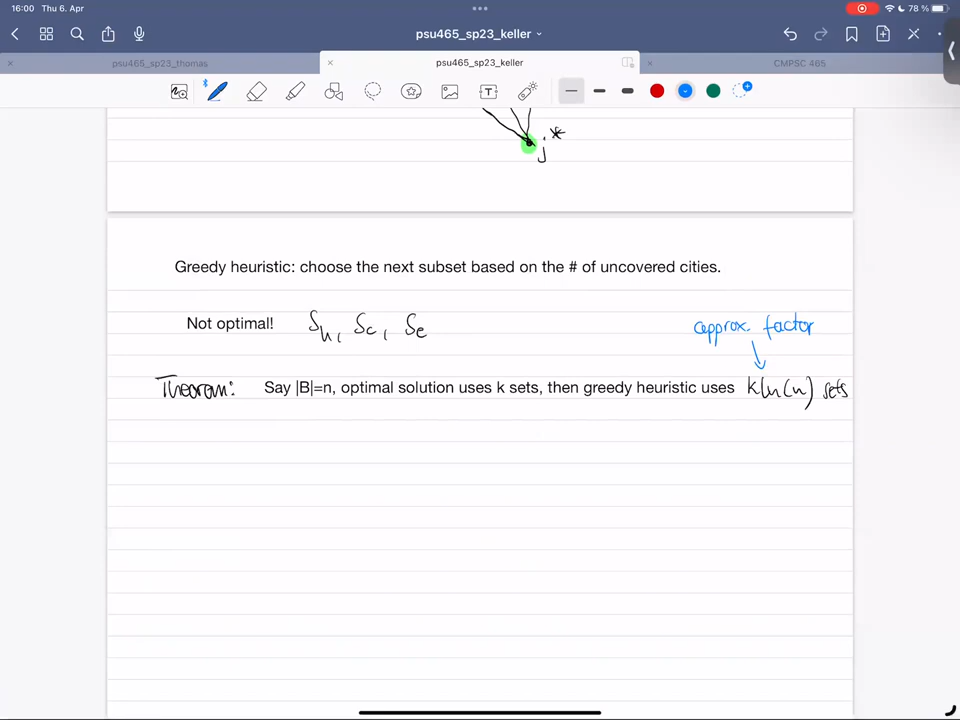 16:00 Thu 6. Apr
78 %
psu465_sp23_keller
psu465_sp23_thomas
psu465_sp23_keller
CMPSC 465
j*
Greedy heuristic: choose the next subset based on the # of uncovered cities.
Not optimal! Sh, Sc, Se
approx. factor
Theorem: Say |B|=n, optimal solution uses k sets, then greedy heuristic uses k ln(n) sets